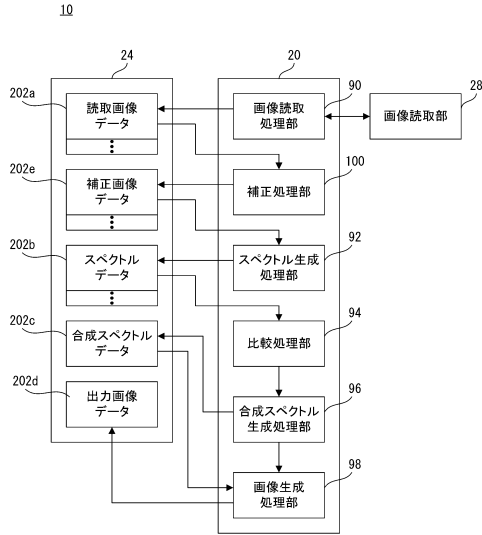 10
24
20
202a
読取画像
データ
画像読取
処理部
90
画像読取部
28
202e
補正画像
データ
補正処理部
100
202b
スペクトル
データ
スペクトル生成
処理部
92
202c
合成スペクトル
データ
比較処理部
94
202d
出力画像
データ
合成スペクトル
生成処理部
96
画像生成
処理部
98